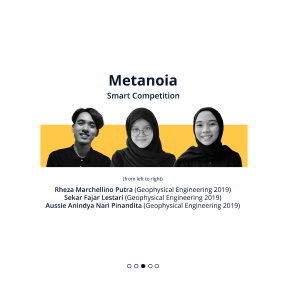 Metanoia
Smart Competition
(from left to right)
Rheza Marchellino Putra (Geophysical Engineering 2019)
Sekar Fajar Lestari (Geophysical Engineering 2019)
Aussie Anindya Nari Pinandita (Geophysical Engineering 2019)